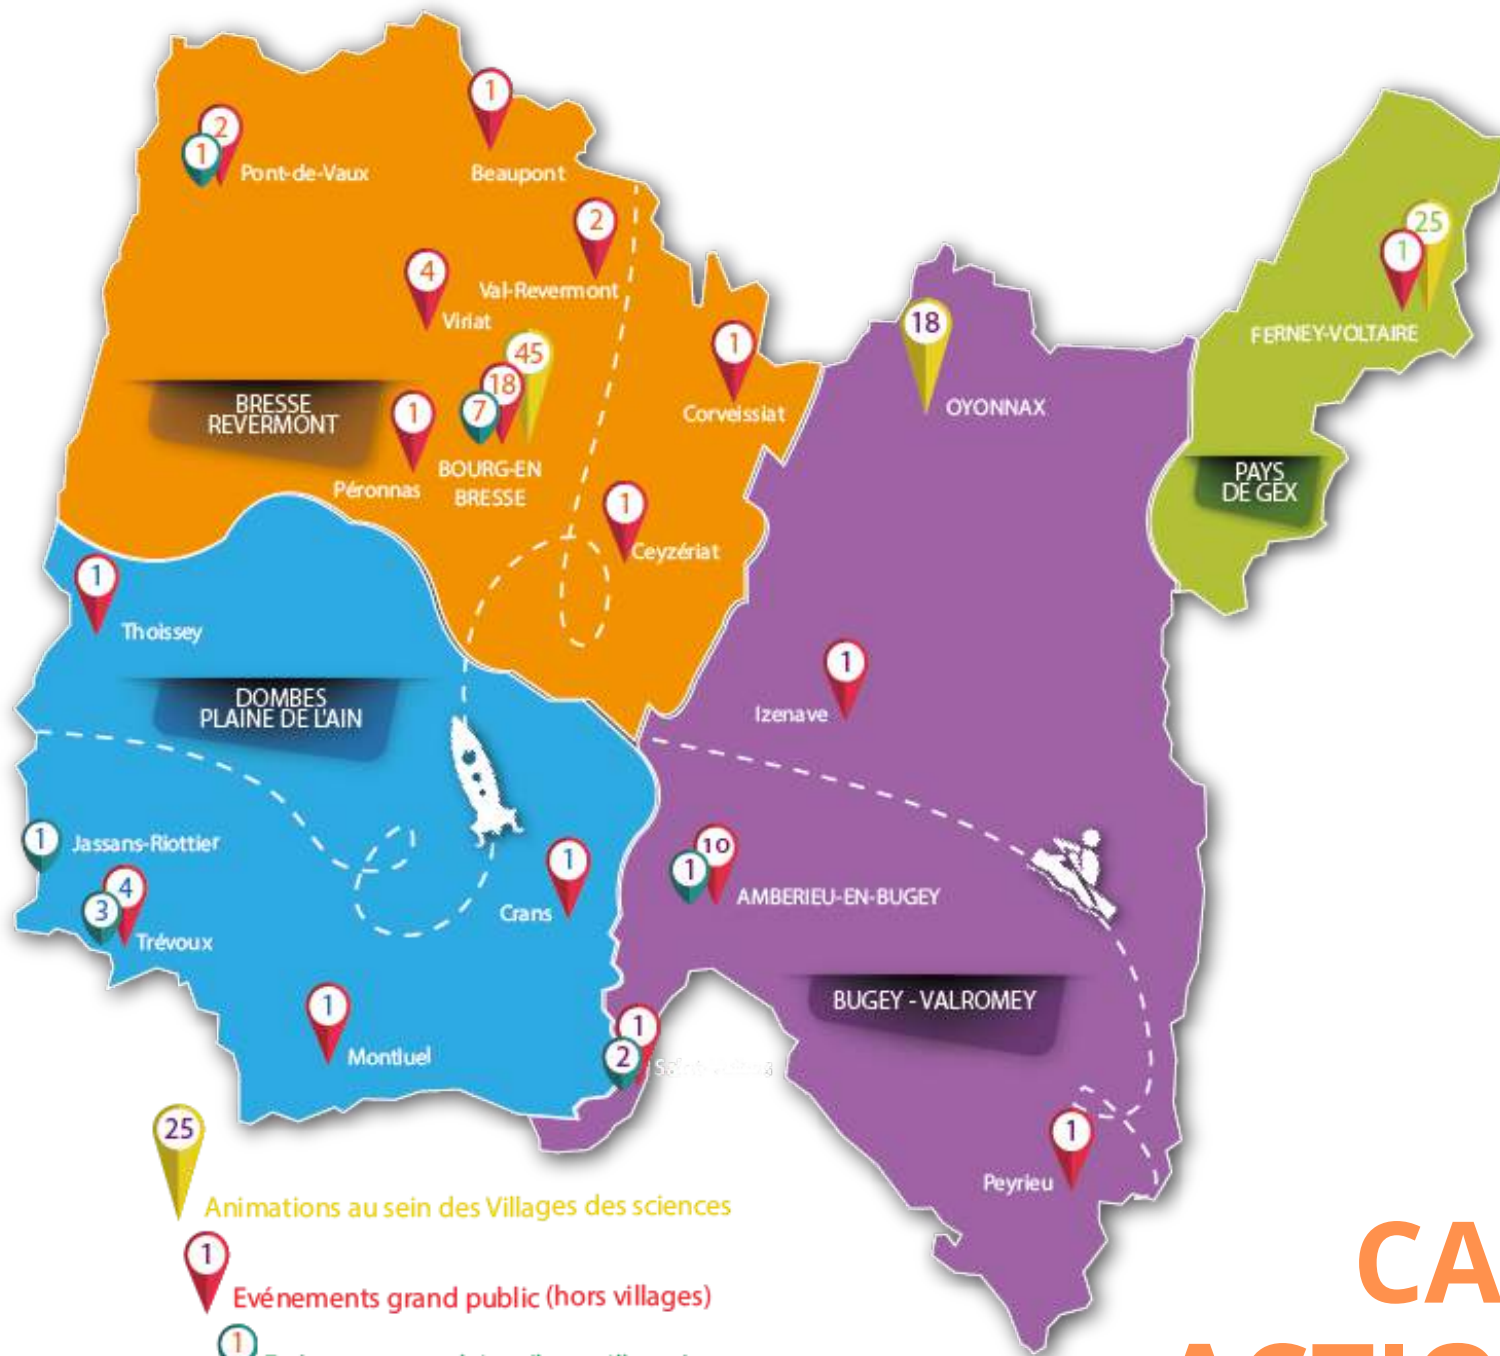 1
2
1
Pont-de-Vaux
Beaupont
2
4
Val-Revermont
Viriat
45
18
7
1
BOURG-EN
BRESSE
Péronnas
BRESSE
REVERMONT
1
Corveissiat
1
Ceyzériat
18
OYONNAX
25
1
FERNEY-VOLTAIRE
PAYS
DE GEX
1
Thoissey
DOMBES
PLAINE DE L'AIN
1
Izenave
1
Jassans-Riottier
4
3
Trévoux
1
Crans
10
1
AMBERIEU-EN-BUGEY
1
Montluel
1
2
BUGEY - VALROMEY
1
Peyrieu
25
Animations au sein des Villages des sciences
1
Evénements grand public (hors villages)
1
CA